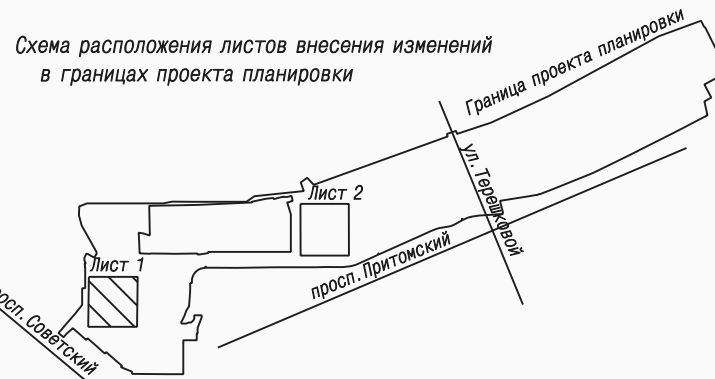 Схема расположения листов внесения изменений
в границах проекта планировки
Граница проекта планировки
ул.Терешковой
Лист 2
просп.Притомский
Лист 1
просп.Советский